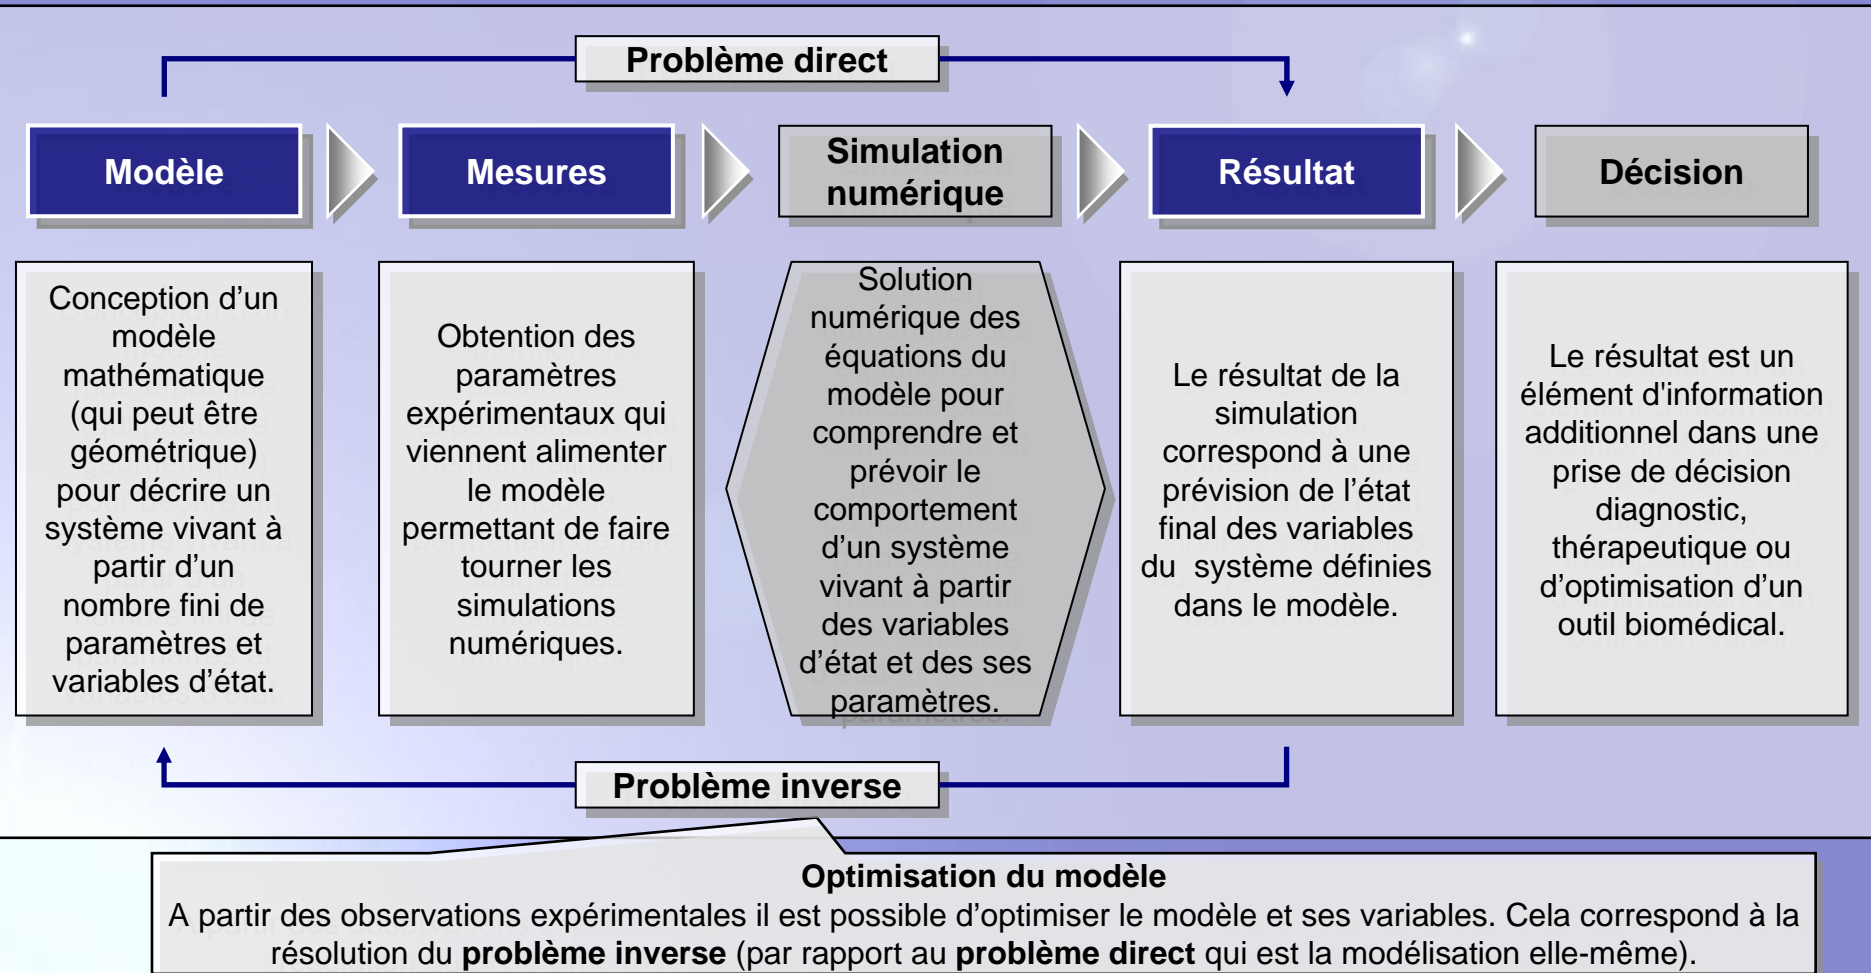 Problème direct
Modèle
Mesures
Simulation
numérique
Résultat
Décision
Conception d’un
modèle
mathématique
(qui peut être
géométrique)
pour décrire un
système vivant à
partir d’un
nombre fini de
paramètres et
variables d’état.
Obtention des
paramètres
expérimentaux qui
viennent alimenter
le modèle
permettant de faire
tourner les
simulations
numériques.
Solution
numérique des
équations du
modèle pour
comprendre et
prévoir le
comportement
d’un système
vivant à partir
des variables
d’état et des ses
paramètres.
Le résultat de la
simulation
correspond à une
prévision de l’état
final des variables
du système définies
dans le modèle.
Le résultat est un
élément d'information
additionnel dans une
prise de décision
diagnostic,
thérapeutique ou
d’optimisation d’un
outil biomédical.
Problème inverse
Optimisation du modèle
A partir des observations expérimentales il est possible d’optimiser le modèle et ses variables. Cela correspond à la
résolution du problème inverse (par rapport au problème direct qui est la modélisation elle-même).